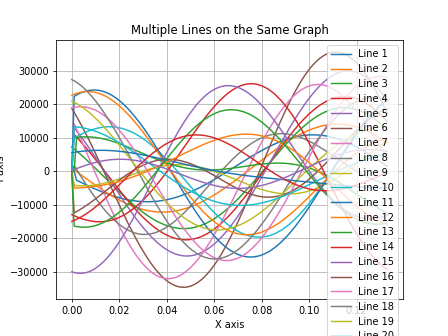 Multiple Lines on the Same Graph
30000
20000
10000
0
-10000
-20000
-30000
0.00
0.02
0.04
0.06
0.08
0.10
X axis
axis
Line 1
Line 2
Line 3
Line 4
Line 5
Line 6
Line 7
Line 8
Line 9
Line 10
Line 11
Line 12
Line 13
Line 14
Line 15
Line 16
Line 17
Line 18
Line 19
Line 20